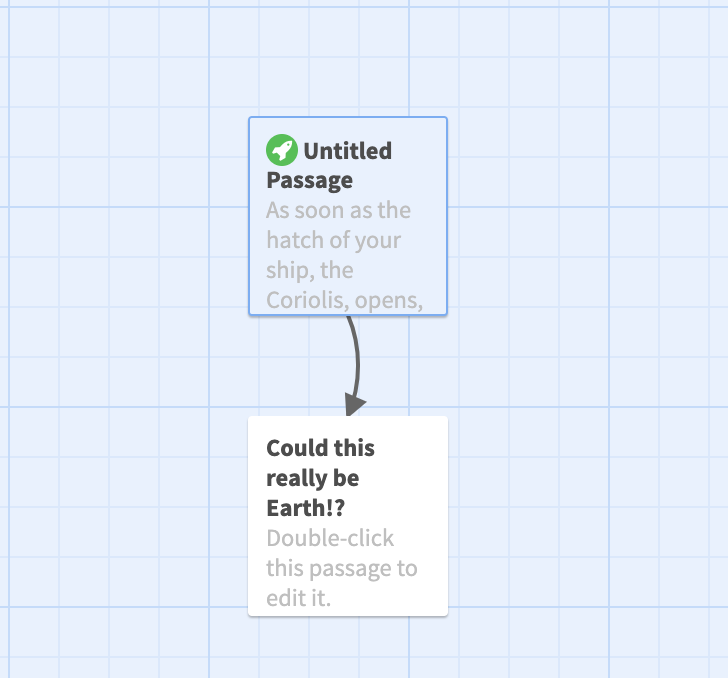 Untitled
Passage
As soon as the
hatch of your
ship, the
Coriolis, opens,
Could this
really be
Earth!?
Double-click
this passage to
edit it.